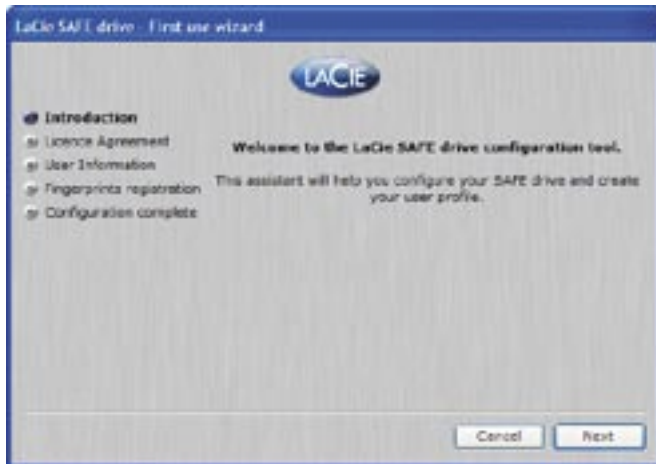 LaCie SAFE drive - First use wizard
LACIE
Introduction
Licence Agreement
User Information
Fingerprints registration
Configuration complete
Welcome to the LaCie SAFE drive configuration tool.
This assistant will help you configure your SAFE drive and create
your user profile.
Cancel
Next